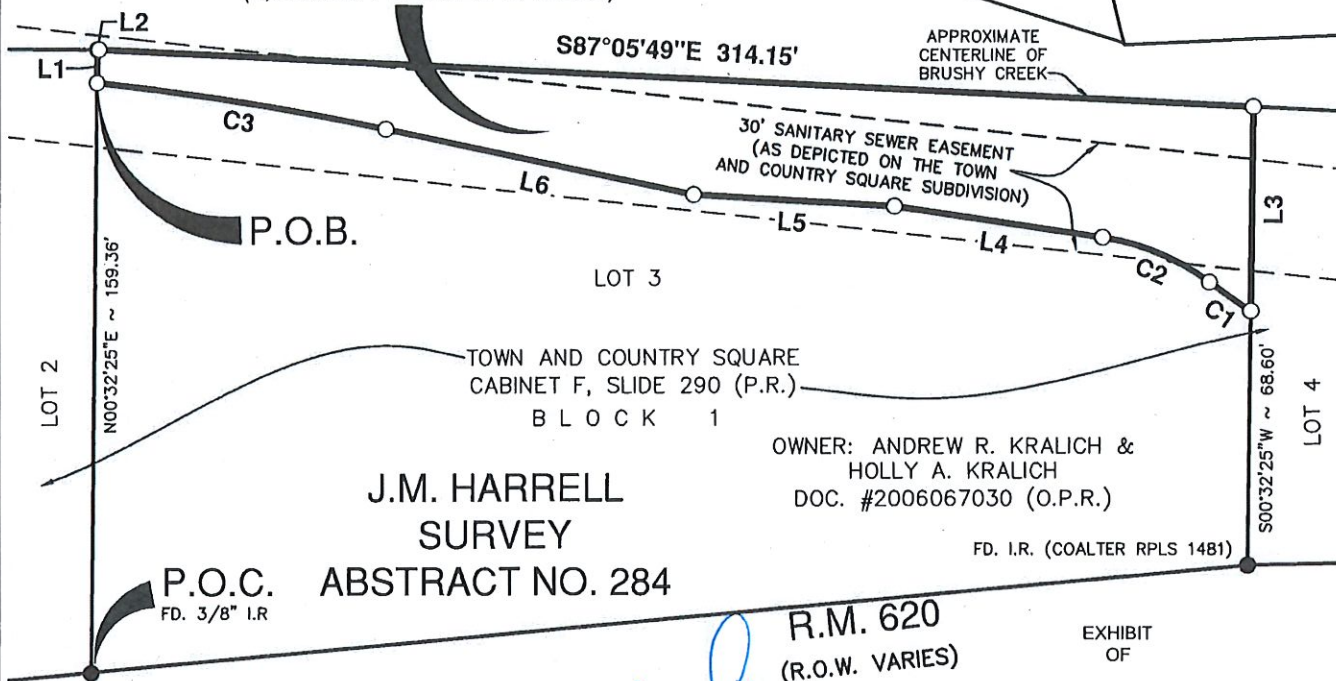 L2
L1
S87°05'49"E 314.15'
APPROXIMATE
CENTERLINE OF
BRUSHY CREEK
C3
30' SANITARY SEWER EASEMENT
(AS DEPICTED ON THE TOWN
AND COUNTRY SQUARE SUBDIVISION)
L6
L5
L4
L3
C2
C1
P.O.B.
LOT 3
N00°32'25"E ~ 159.36'
LOT 2
TOWN AND COUNTRY SQUARE
CABINET F, SLIDE 290 (P.R.)
BLOCK 1
S00°32'25"W ~ 68.60'
LOT 4
OWNER: ANDREW R. KRALICH &
HOLLY A. KRALICH
DOC. #2006067030 (O.P.R.)
J.M. HARRELL
SURVEY
ABSTRACT NO. 284
FD. I.R. (COALTER RPLS 1481)
P.O.C.
FD. 3/8" I.R
R.M. 620
(R.O.W. VARIES)
EXHIBIT
OF